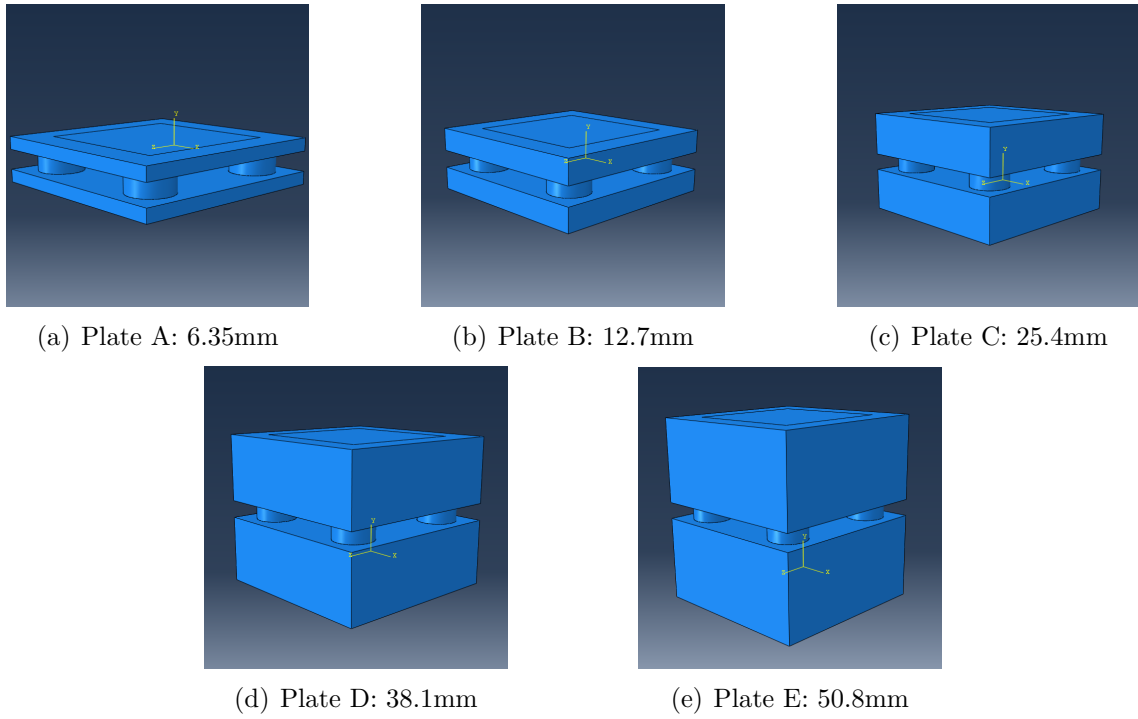 Y
Z
X
Y
Z
X
Y
Z
X
(a) Plate A: 6.35mm
(b) Plate B: 12.7mm
(c) Plate C: 25.4mm
Y
Z
X
Y
Z
X
(d) Plate D: 38.1mm
(e) Plate E: 50.8mm